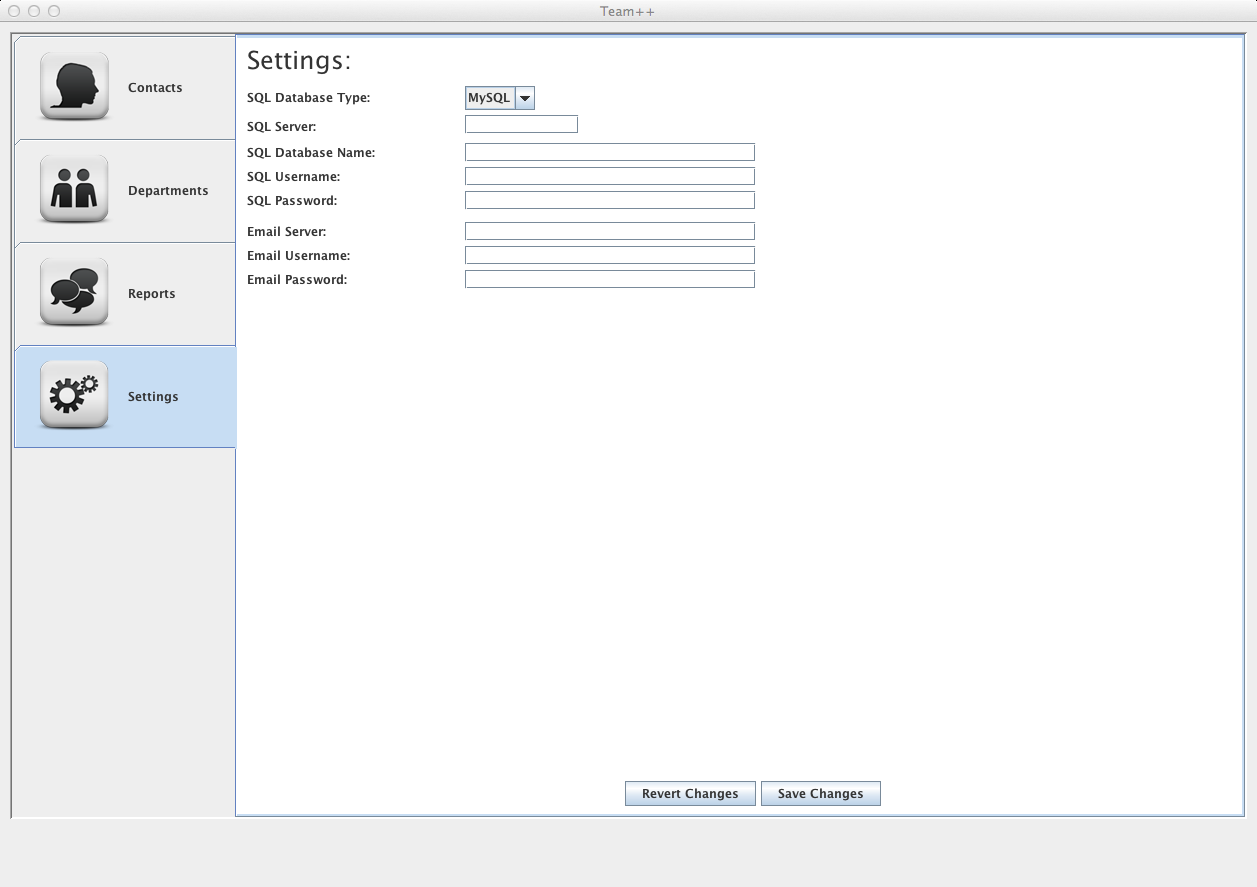 Team++
Contacts
Departments
Reports
Settings
Settings:
SQL Database Type: MySQL
SQL Server:
SQL Database Name:
SQL Username:
SQL Password:
Email Server:
Email Username:
Email Password:
Revert Changes Save Changes